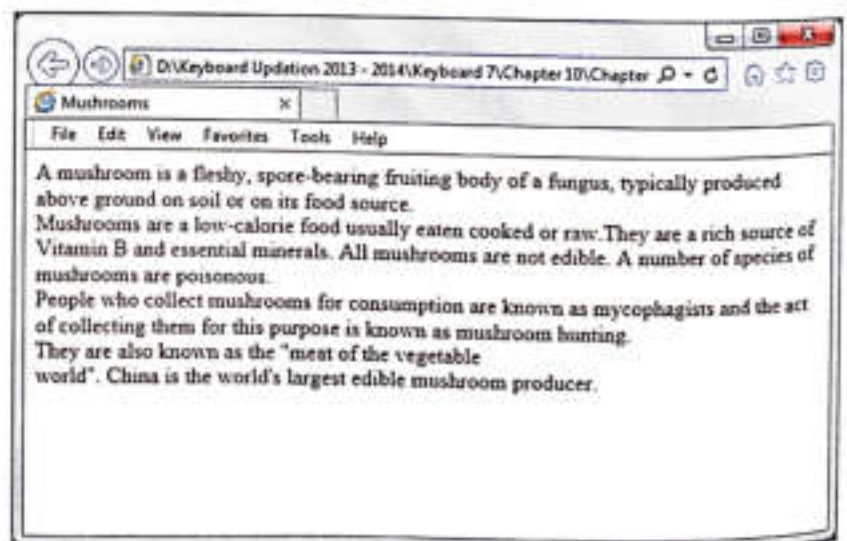 D:\Keyboard Updation 2013 - 2014\Keyboard 7\Chapter 10\Chapter
Mushrooms
File Edit View Favorites Tools Help
A mushroom is a fleshy, spore-bearing fruiting body of a fungus, typically produced
above ground on soil or on its food source.
Mushrooms are a low-calorie food usually eaten cooked or raw.They are a rich source of
Vitamin B and essential minerals. All mushrooms are not edible. A number of species of
mushrooms are poisonous.
People who collect mushrooms for consumption are known as mycophagists and the act
of collecting them for this purpose is known as mushroom hunting.
They are also known as the "meat of the vegetable
world". China is the world's largest edible mushroom producer.